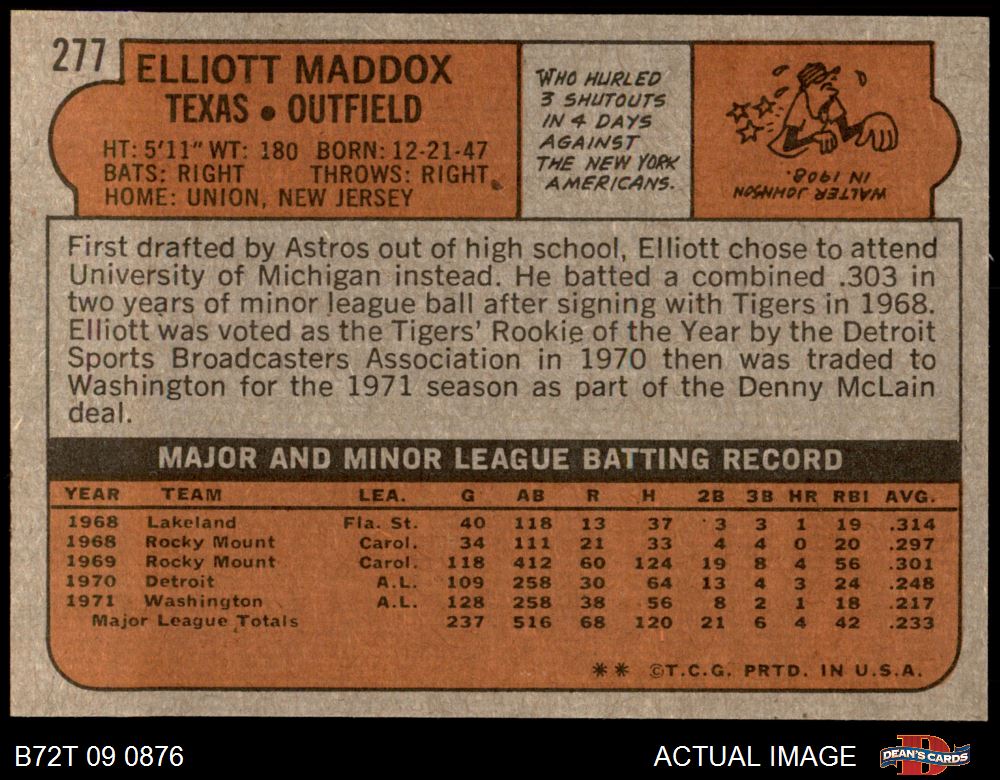 277
ELLIOTT MADDOX
TEXAS • OUTFIELD
HT: 5'11" WT: 180 BORN: 12-21-47
BATS: RIGHT THROWS: RIGHT
HOME: UNION, NEW JERSEY
WHO HURLED
3 SHUTOUTS
IN 4 DAYS
AGAINST
THE NEW YORK
AMERICANS.
WALTER JOHNSON
IN 1908.
First drafted by Astros out of high school, Elliott chose to attend
University of Michigan instead. He batted a combined .303 in
two years of minor league ball after signing with Tigers in 1968.
Elliott was voted as the Tigers' Rookie of the Year by the Detroit
Sports Broadcasters Association in 1970 then was traded to
Washington for the 1971 season as part of the Denny McLain
deal.
MAJOR AND MINOR LEAGUE BATTING RECORD
YEAR TEAM LEA. G AB R H 2B 3B HR RBI AVG.
1968 Lakeland Fla. St. 40 118 13 37 3 3 1 19 .314
1968 Rocky Mount Carol. 34 111 21 33 4 4 0 20 .297
1969 Rocky Mount Carol. 118 412 60 124 19 8 4 56 .301
1970 Detroit A.L. 109 258 30 64 13 4 3 24 .248
1971 Washington A.L. 128 258 38 56 8 2 1 18 .217
Major League Totals 237 516 68 120 21 6 4 42 .233
** ©T.C.G. PRTD. IN U.S.A.
B72T 09 0876 ACTUAL IMAGE DEAN'S CARDS